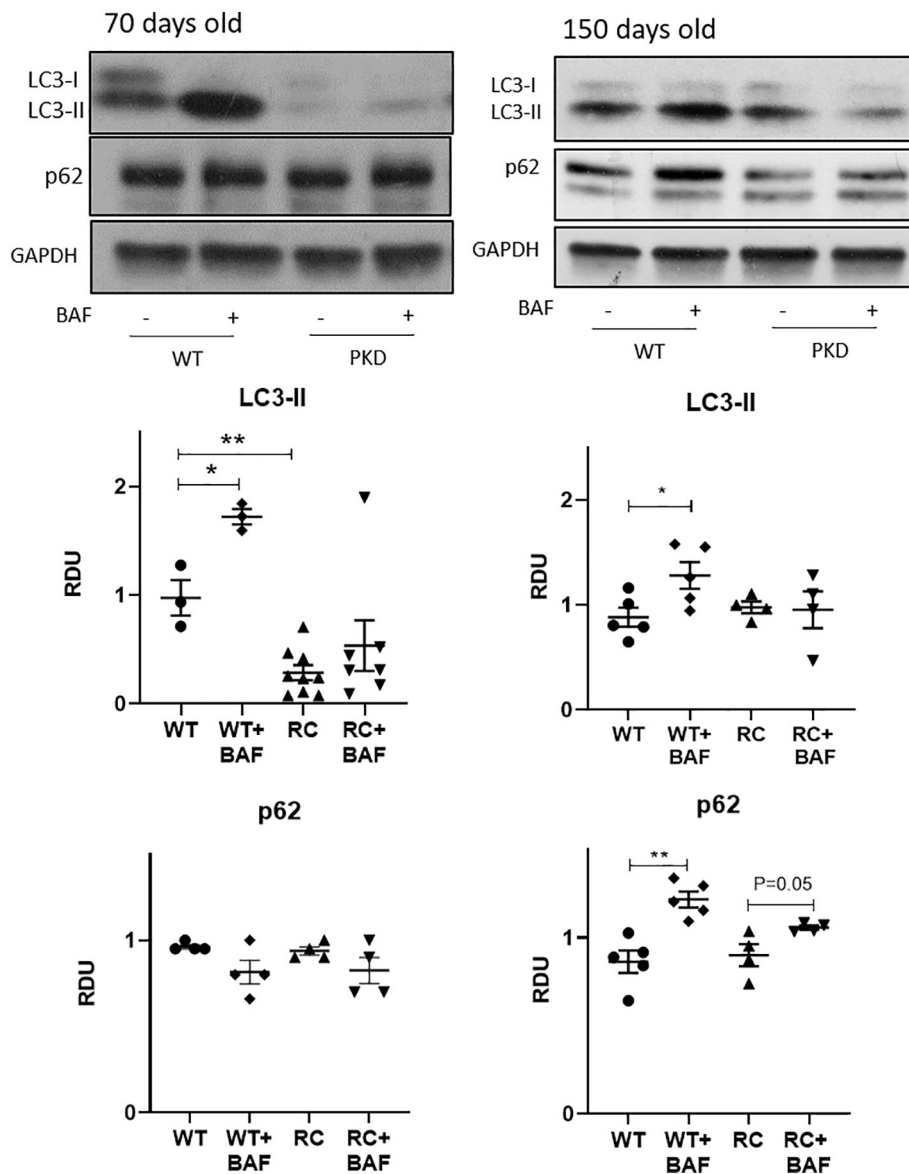 70 days old
150 days old
LC3-I
LC3-II
p62
GAPDH
BAF - + - +
WT PKD
LC3-I
LC3-II
p62
GAPDH
BAF - + - +
WT PKD
LC3-II
RDU
2
1
0
**
*
WT WT+ RC RC+
BAF BAF
LC3-II
RDU
2
1
0
*
WT WT+ RC RC+
BAF BAF
p62
RDU
1
0
WT WT+ RC RC+
BAF BAF
p62
RDU
1
0
**
P=0.05
WT WT+ RC RC+
BAF BAF